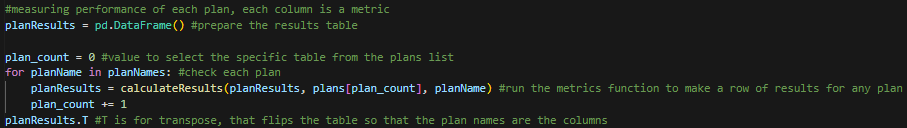 #measuring performance of each plan, each column is a metric
planResults = pd.DataFrame() #prepare the results table
plan_count = 0 #value to select the specific table from the plans list
for planName in planNames: #check each plan
    planResults = calculateResults(planResults, plans[plan_count], planName) #run the metrics function to make a row of results for any plan
    plan_count += 1
planResults.T #T is for transpose, that flips the table so that the plan names are the columns